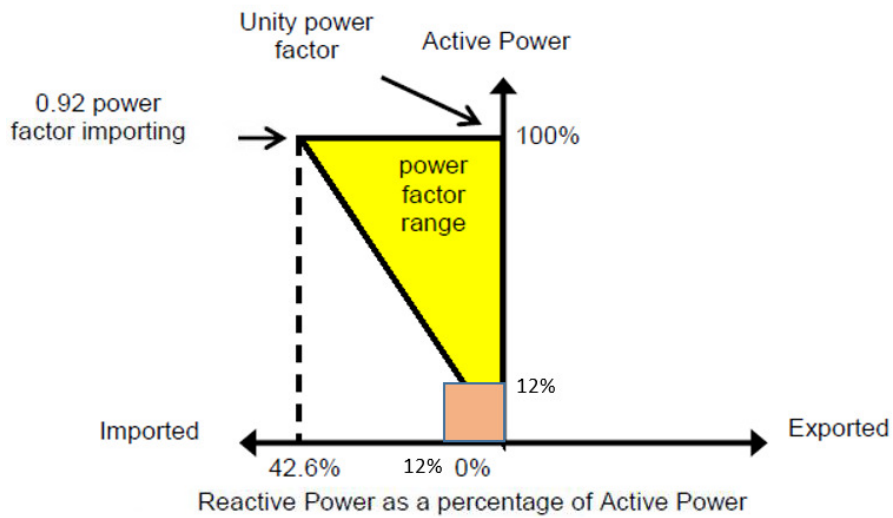 Unity power
factor
Active Power
0.92 power
factor importing
100%
power
factor
range
12%
Imported
Exported
42.6%
12%
0%
Reactive Power as a percentage of Active Power